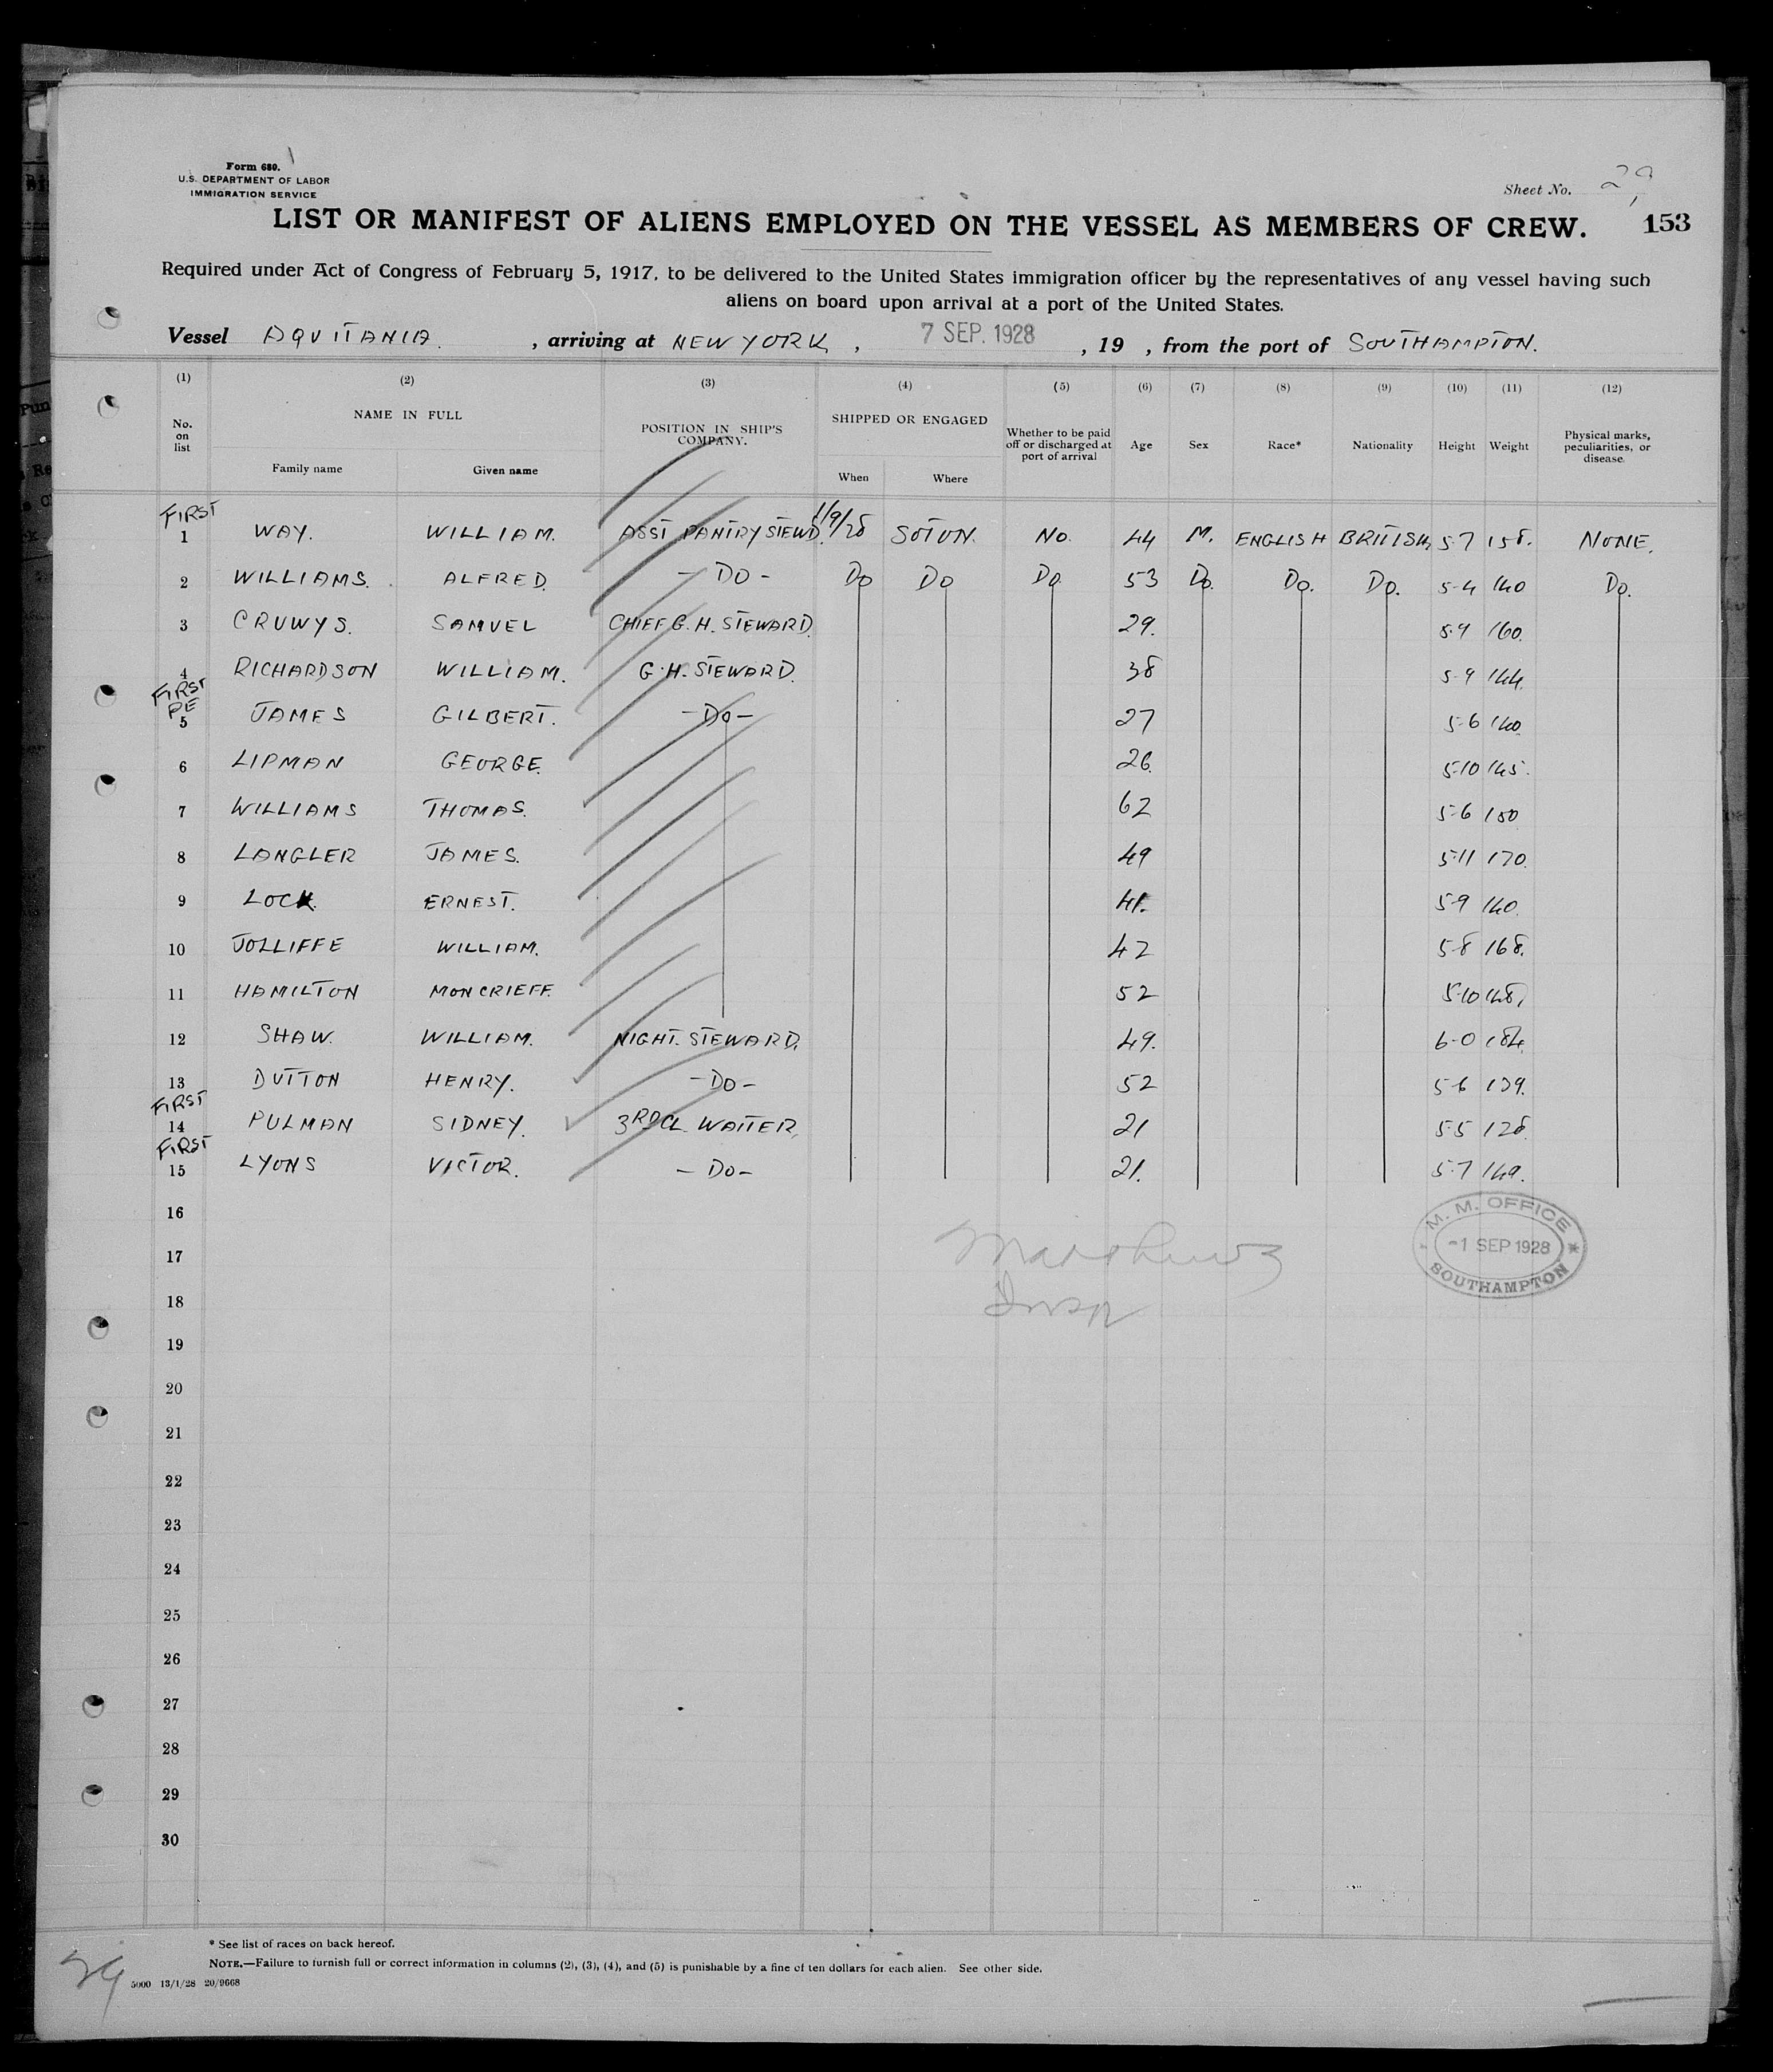 Form 680.
U.S. DEPARTMENT OF LABOR
IMMIGRATION SERVICE
Sheet No. 29
LIST OR MANIFEST OF ALIENS EMPLOYED ON THE VESSEL AS MEMBERS OF CREW. 153
Required under Act of Congress of February 5, 1917, to be delivered to the United States immigration officer by the representatives of any vessel having such
aliens on board upon arrival at a port of the United States.
Vessel AQUITANIA. , arriving at NEW YORK , 7 SEP. 1928 , 19 , from the port of SOUTHAMPTON.
(1) (2) (3) (4) (5) (6) (7) (8) (9) (10) (11) (12)
No. on list NAME IN FULL Family name Given name POSITION IN SHIP'S COMPANY. SHIPPED OR ENGAGED When Where Whether to be paid off or discharged at port of arrival Age Sex Race* Nationality Height Weight Physical marks, peculiarities, or disease.
FIRST
1 WAY. WILLIAM. ASST PANTRY STEWD. 1/9/28 SOTON. NO. 44 M. ENGLISH BRITISH 5-7 158. NONE.
2 WILLIAMS. ALFRED. - DO - DO DO DO. 53 DO. DO. DO. 5-4 140 DO.
3 CRUWYS. SAMUEL CHIEF G.H. STEWARD. 29. 5-9 160.
4 RICHARDSON WILLIAM. G.H. STEWARD. 38 5-9 144.
FIRST
PE
5 JAMES GILBERT. - DO - 27 5-6 140.
6 LIPMAN GEORGE. 26. 5-10 145.
7 WILLIAMS THOMAS. 62 5-6 150
8 LANGLER JAMES. 49 5-11 170.
9 LOCK. ERNEST. 41. 5-9 140.
10 JOLLIFFE WILLIAM. 42 5-8 168.
11 HAMILTON MONCRIEFF. 52 5-10 148.
12 SHAW. WILLIAM. NIGHT. STEWARD. 49. 6-0 184.
13 DUTTON HENRY. - DO - 52 5-6 139.
FIRST
14 PULMAN SIDNEY. 3RD CL WAITER. 21 5-5 128.
FIRST
15 LYONS VICTOR. - DO - 21. 5-7 149.
16
M. M. OFFICE
-1 SEP 1928
SOUTHAMPTON
17
Matthews
18
Insp
19
20
21
22
23
24
25
26
27
28
29
30
* See list of races on back hereof.
NOTE.—Failure to furnish full or correct information in columns (2), (3), (4), and (5) is punishable by a fine of ten dollars for each alien. See other side.
29
5000 13/1/28 20/9668